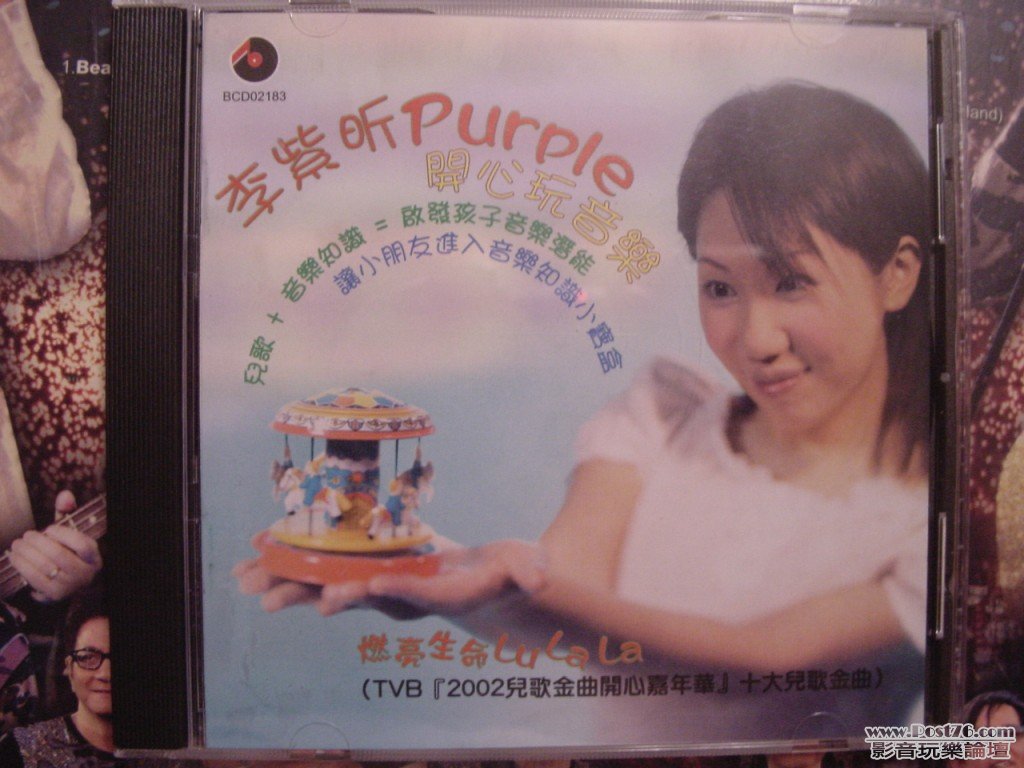 1.Bea
land)
BCD02183
李紫昕Purple
開心玩音樂
兒歌 + 音樂知識 = 啟發孩子音樂潛能
讓小朋友進入音樂知識小寶盒
燃亮生命LuLaLa
(TVB『2002兒歌金曲開心嘉年華』十大兒歌金曲)
www.Post76.com
影音玩樂論壇